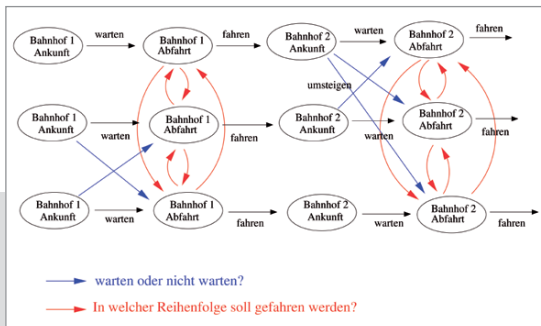 warten
fahren
warten
fahren
Bahnhof 1
Ankunft
Bahnhof 1
Abfahrt
Bahnhof 2
Ankunft
Bahnhof 2
Abfahrt
umsteigen
Bahnhof 1
Ankunft
Bahnhof 1
Abfahrt
Bahnhof 2
Ankunft
Bahnhof 2
Abfahrt
warten
fahren
warten
fahren
Bahnhof 1
Ankunft
Bahnhof 1
Abfahrt
Bahnhof 2
Ankunft
Bahnhof 2
Abfahrt
warten
fahren
warten
fahren
warten oder nicht warten?
In welcher Reihenfolge soll gefahren werden?